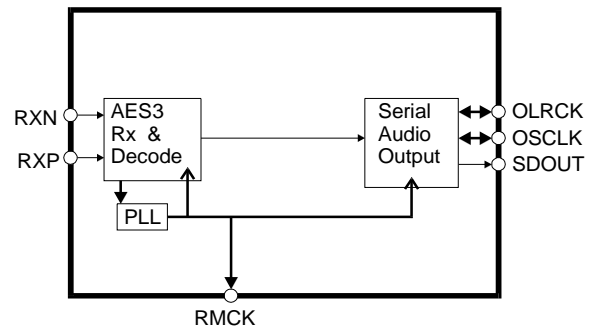 RXN
RXP
AES3
Rx &
Decode
PLL
Serial
Audio
Output
OLRCK
OSCLK
SDOUT
RMCK